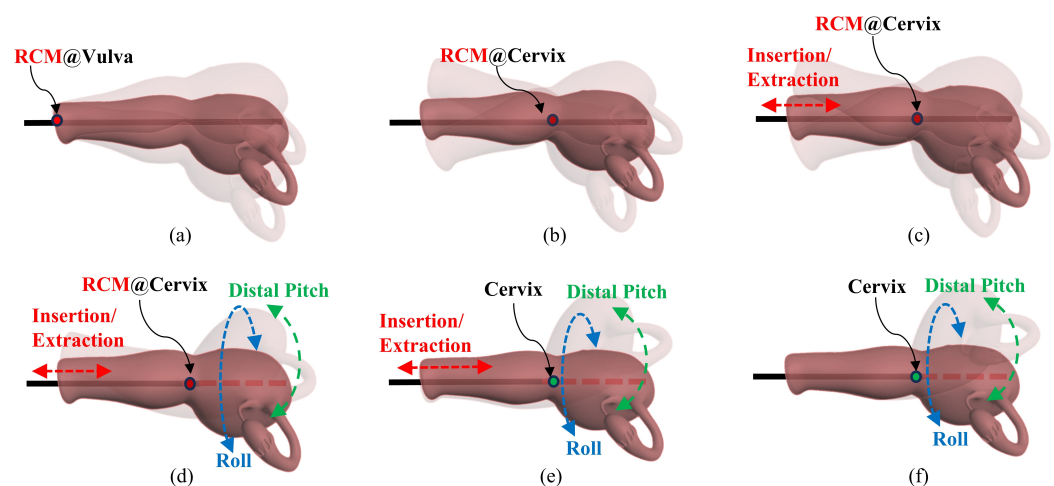 RCM@Vulva
(a)
RCM@Cervix
(b)
RCM@Cervix
Insertion/
Extraction
(c)
RCM@Cervix
Distal Pitch
Insertion/
Extraction
Roll
(d)
Cervix
Distal Pitch
Insertion/
Extraction
Roll
(e)
Cervix
Distal Pitch
Roll
(f)